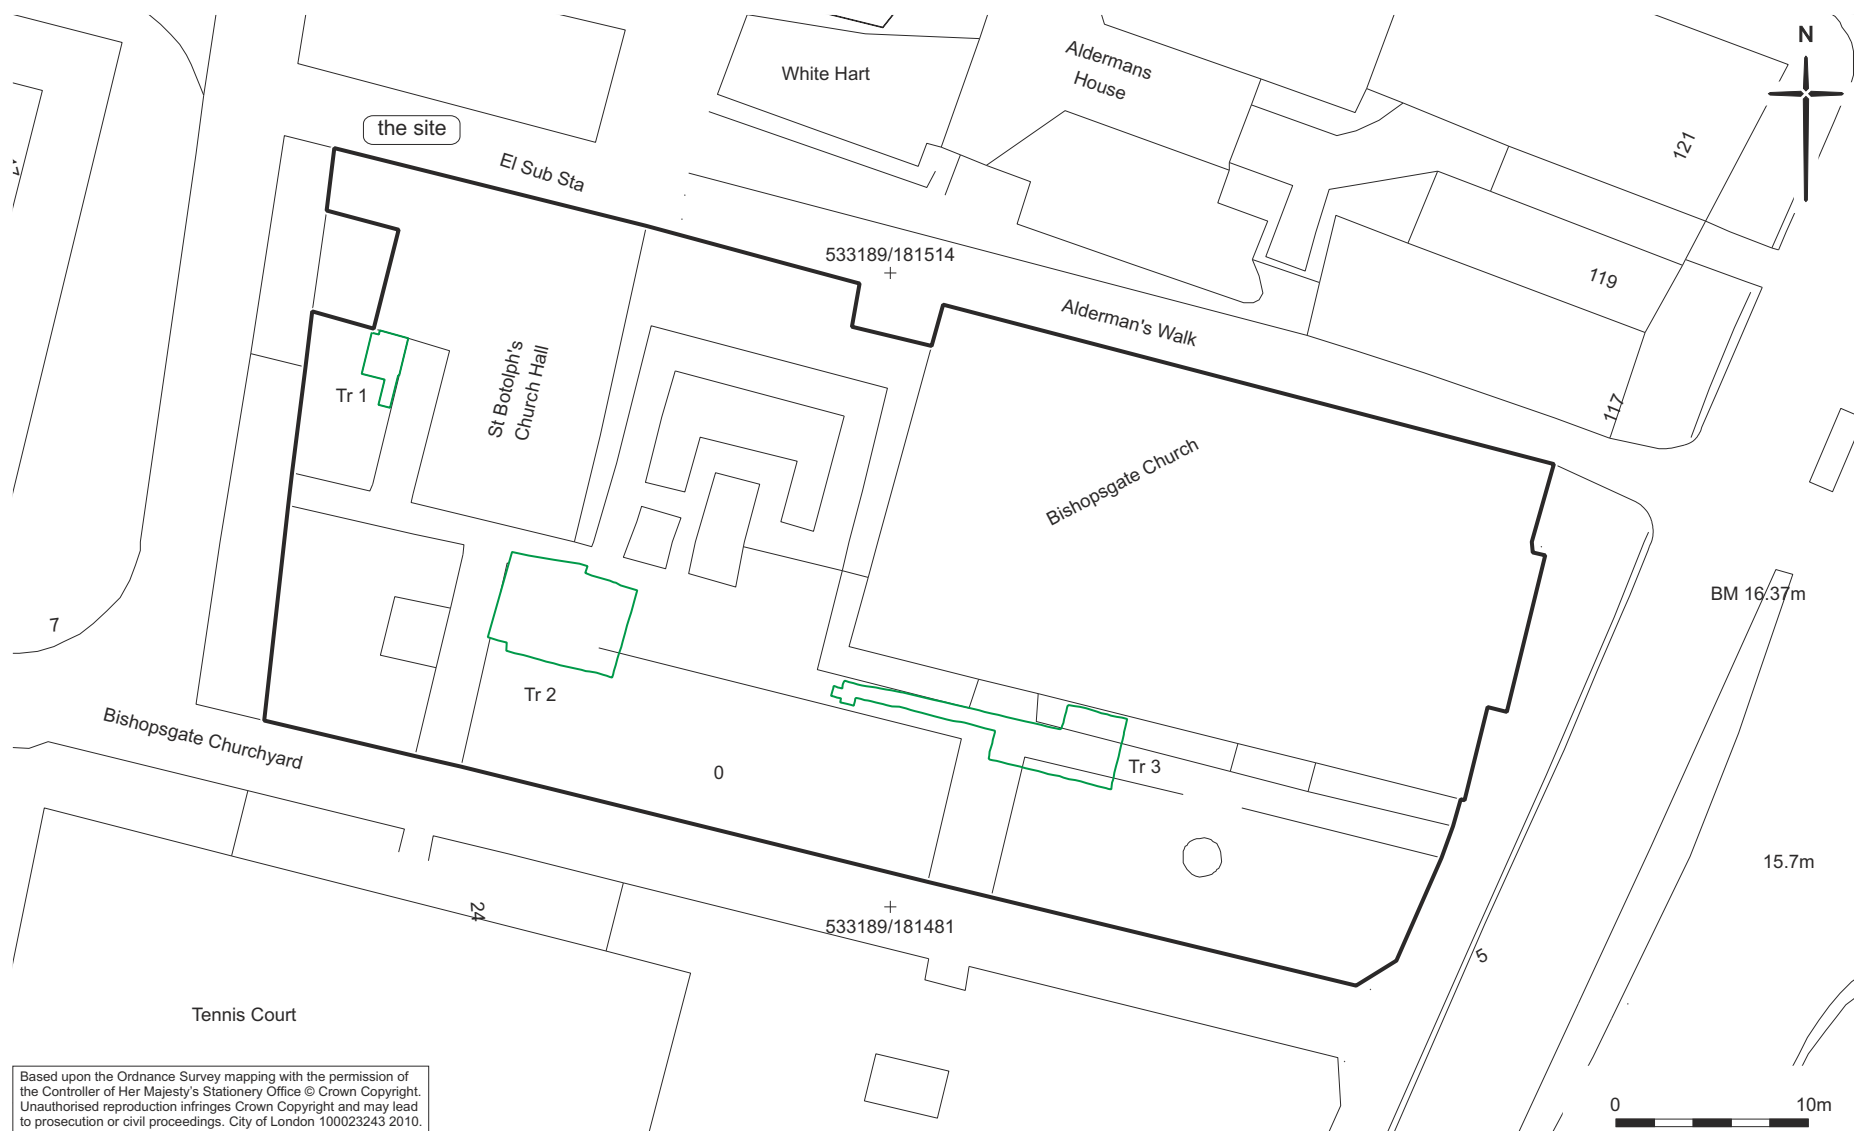 N
White Hart
Aldermans
House
the site
121
El Sub Sta
533189/181514
119
Alderman's Walk
St Botolph's
Church Hall
Tr 1
117
Bishopsgate Church
BM 16.37m
7
Tr 2
Bishopsgate Churchyard
0
Tr 3
15.7m
24
533189/181481
5
Tennis Court
Based upon the Ordnance Survey mapping with the permission of
the Controller of Her Majesty's Stationery Office © Crown Copyright.
Unauthorised reproduction infringes Crown Copyright and may lead
to prosecution or civil proceedings. City of London 100023243 2010.
0 10m